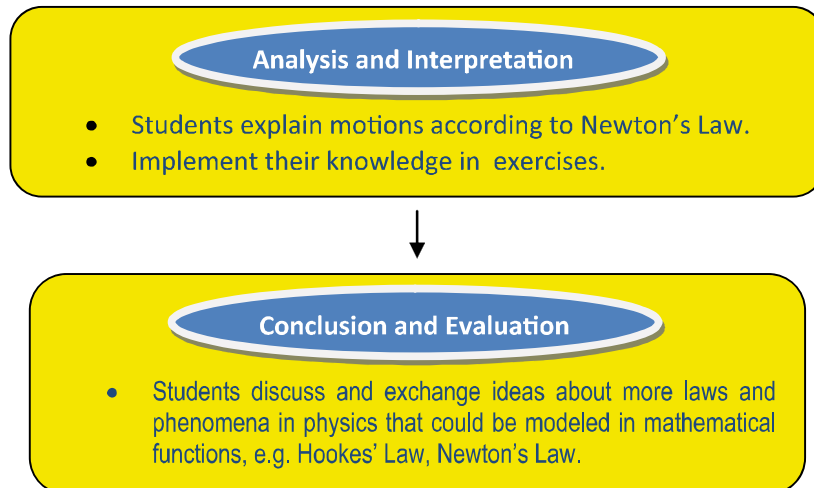 Analysis and Interpretation
• Students explain motions according to Newton's Law.
• Implement their knowledge in exercises.
Conclusion and Evaluation
• Students discuss and exchange ideas about more laws and
phenomena in physics that could be modeled in mathematical
functions, e.g. Hookes' Law, Newton's Law.